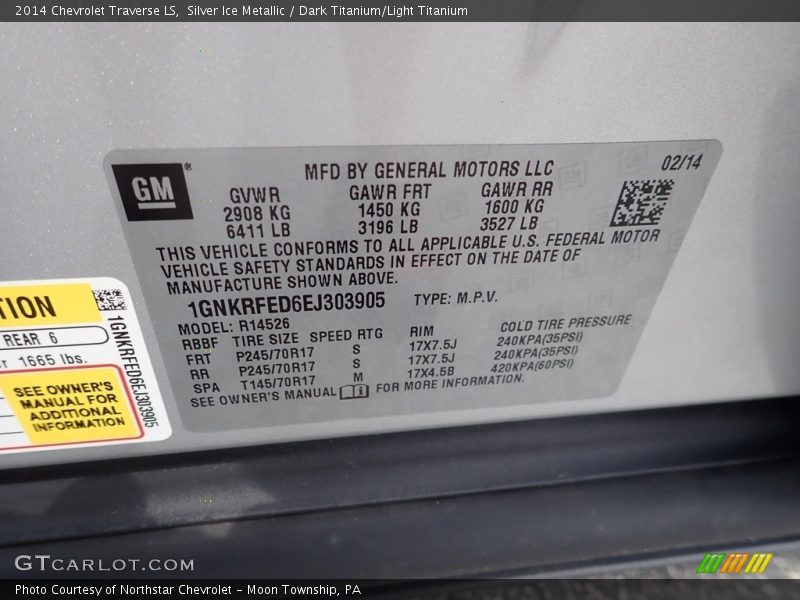 2014 Chevrolet Traverse LS, Silver Ice Metallic / Dark Titanium/Light Titanium
GM®
MFD BY GENERAL MOTORS LLC
02/14
GVWR GAWR FRT GAWR RR
2908 KG 1450 KG 1600 KG
6411 LB 3196 LB 3527 LB
THIS VEHICLE CONFORMS TO ALL APPLICABLE U.S. FEDERAL MOTOR
VEHICLE SAFETY STANDARDS IN EFFECT ON THE DATE OF
MANUFACTURE SHOWN ABOVE.
1GNKRFED6EJ303905 TYPE: M.P.V.
MODEL: R14526
RBBF TIRE SIZE SPEED RTG RIM COLD TIRE PRESSURE
FRT P245/70R17 S 17X7.5J 240KPA(35PSI)
RR P245/70R17 S 17X7.5J 240KPA(35PSI)
SPA T145/70R17 M 17X4.5B 420KPA(60PSI)
SEE OWNER'S MANUAL FOR MORE INFORMATION.
TION
REAR 6
r 1665 lbs.
SEE OWNER'S
MANUAL FOR
ADDITIONAL
INFORMATION
1GNKRFED6EJ303905
GTCARLOT.COM
Photo Courtesy of Northstar Chevrolet - Moon Township, PA